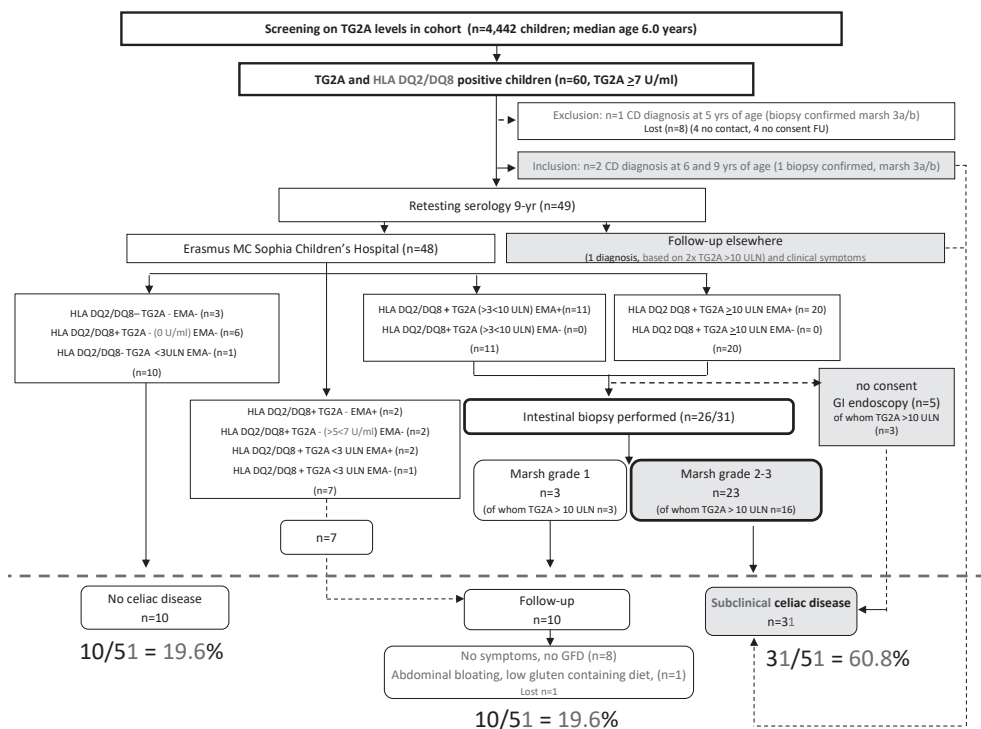 Screening on TG2A levels in cohort (n=4,442 children; median age 6.0 years)
TG2A and HLA DQ2/DQ8 positive children (n=60, TG2A ≥7 U/ml)
Exclusion: n=1 CD diagnosis at 5 yrs of age (biopsy confirmed marsh 3a/b)
Lost (n=8) (4 no contact, 4 no consent FU)
Inclusion: n=2 CD diagnosis at 6 and 9 yrs of age (1 biopsy confirmed, marsh 3a/b)
Retesting serology 9-yr (n=49)
Erasmus MC Sophia Children's Hospital (n=48)
Follow-up elsewhere
(1 diagnosis, based on 2x TG2A >10 ULN) and clinical symptoms
HLA DQ2/DQ8– TG2A - EMA- (n=3)
HLA DQ2/DQ8+ TG2A - (0 U/ml) EMA- (n=6)
HLA DQ2/DQ8- TG2A <3ULN EMA- (n=1)
(n=10)
HLA DQ2/DQ8 + TG2A (>3<10 ULN) EMA+(n=11)
HLA DQ2/DQ8+ TG2A (>3<10 ULN) EMA-(n=0)
(n=11)
HLA DQ2 DQ8 + TG2A ≥10 ULN EMA+ (n= 20)
HLA DQ2 DQ8 + TG2A ≥10 ULN EMA- (n= 0)
(n=20)
no consent
GI endoscopy (n=5)
of whom TG2A >10 ULN
(n=3)
HLA DQ2/DQ8+ TG2A - EMA+ (n=2)
HLA DQ2/DQ8+ TG2A - (>5<7 U/ml) EMA- (n=2)
HLA DQ2/DQ8 + TG2A <3 ULN EMA+ (n=2)
HLA DQ2/DQ8 + TG2A <3 ULN EMA- (n=1)
(n=7)
Intestinal biopsy performed (n=26/31)
Marsh grade 1
n=3
(of whom TG2A > 10 ULN n=3)
Marsh grade 2-3
n=23
(of whom TG2A > 10 ULN n=16)
n=7
No celiac disease
n=10
10/51 = 19.6%
Follow-up
n=10
No symptoms, no GFD (n=8)
Abdominal bloating, low gluten containing diet, (n=1)
Lost n=1
10/51 = 19.6%
Subclinical celiac disease
n=31
31/51 = 60.8%